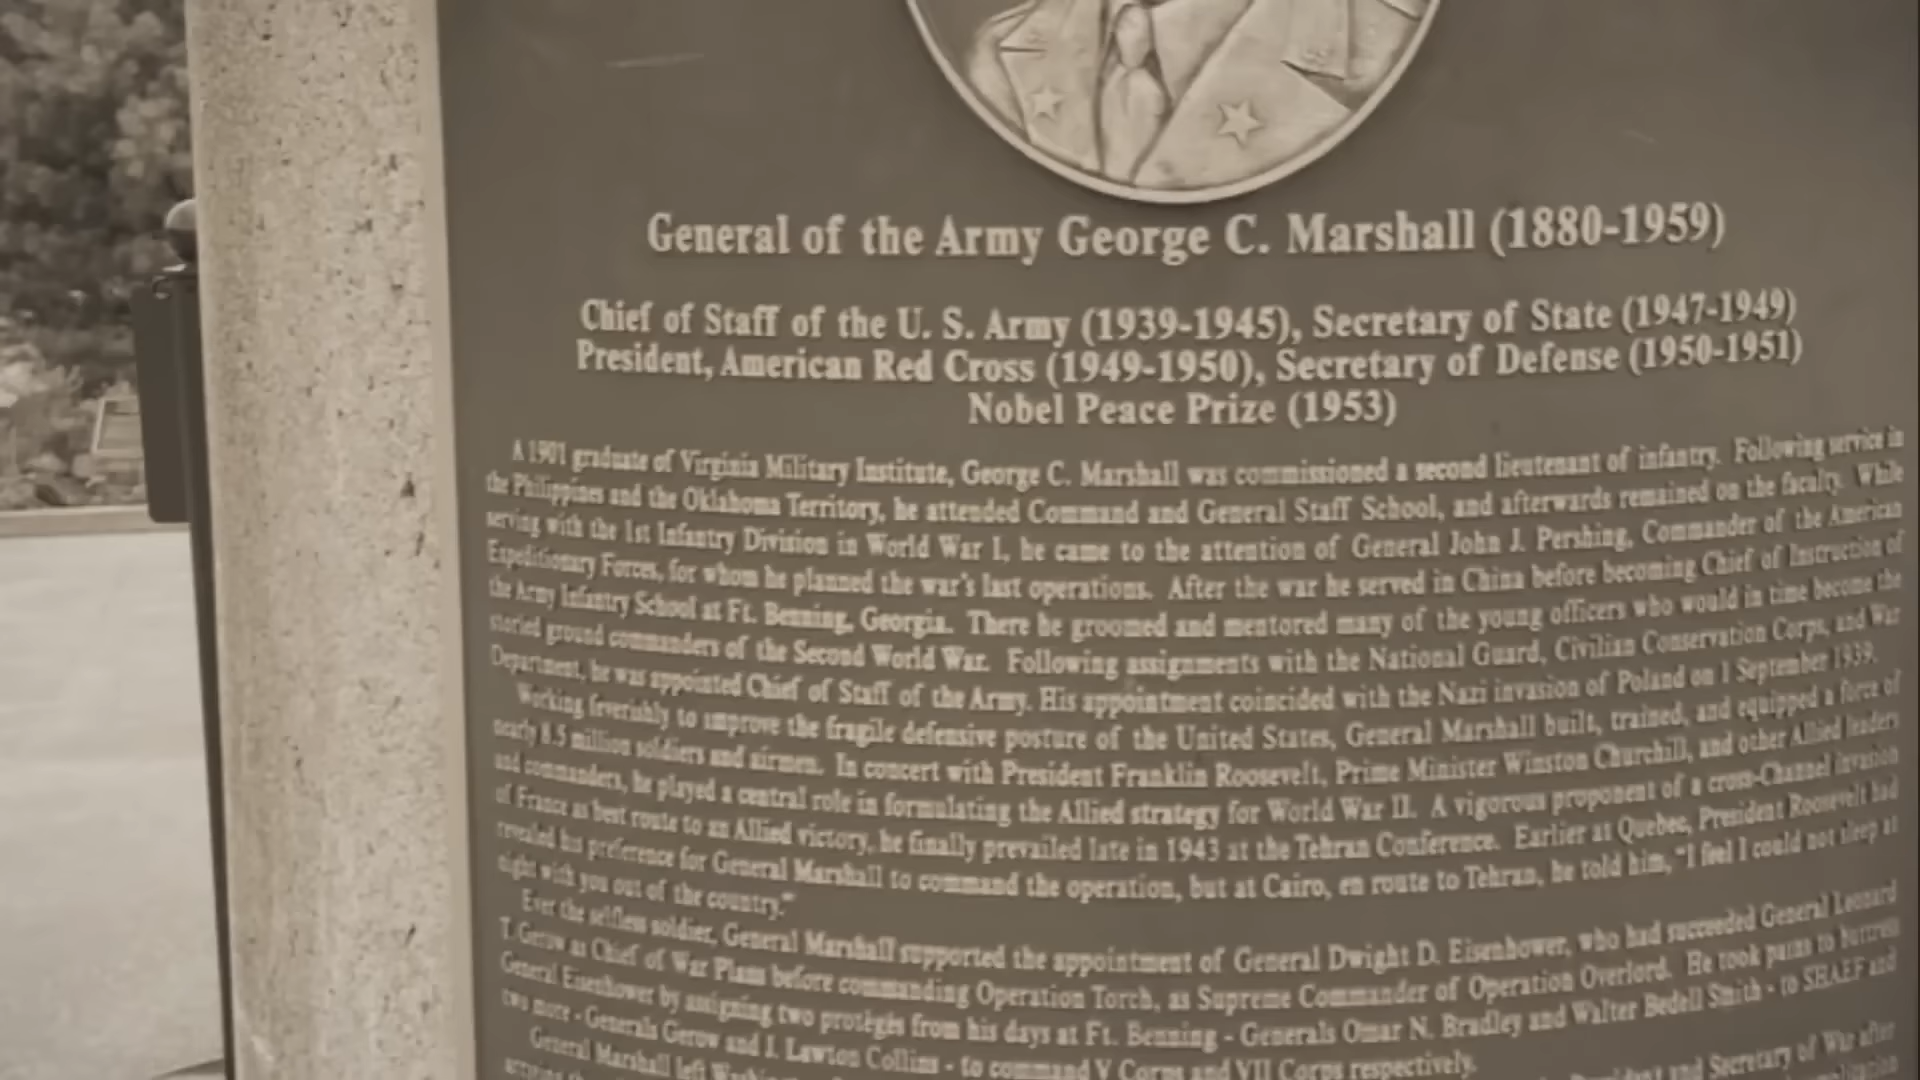 General of the Army George C. Marshall (1880-1959)
Chief of Staff of the U. S. Army (1939-1945), Secretary of State (1947-1949)
President, American Red Cross (1949-1950), Secretary of Defense (1950-1951)
Nobel Peace Prize (1953)
A 1901 graduate of Virginia Military Institute, George C. Marshall was commissioned a second lieutenant of infantry. Following service in
the Philippines and the Oklahoma Territory, he attended Command and General Staff School, and afterwards remained on the faculty. While
serving with the 1st Infantry Division in World War I, he came to the attention of General John J. Pershing, Commander of the American
Expeditionary Forces, for whom he planned the war's last operations. After the war he served in China before becoming Chief of Instruction of
the Army Infantry School at Ft. Benning, Georgia. There he groomed and mentored many of the young officers who would in time become the
storied ground commanders of the Second World War. Following assignments with the National Guard, Civilian Conservation Corps, and War
Department, he was appointed Chief of Staff of the Army. His appointment coincided with the Nazi invasion of Poland on 1 September 1939.
Working feverishly to improve the fragile defensive posture of the United States, General Marshall built, trained, and equipped a force of
nearly 8.5 million soldiers and airmen. In concert with President Franklin Roosevelt, Prime Minister Winston Churchill, and other Allied leaders
and commanders, he played a central role in formulating the Allied strategy for World War II. A vigorous proponent of a cross-Channel invasion
of France as best route to an Allied victory, he finally prevailed late in 1943 at the Tehran Conference. Earlier at Quebec, President Roosevelt had
revealed his preference for General Marshall to command the operation, but at Cairo, en route to Tehran, he told him, "I feel I could not sleep at
night with you out of the country."
Ever the selfless soldier, General Marshall supported the appointment of General Dwight D. Eisenhower, who had succeeded General Leonard
T. Gerow as Chief of War Plans before commanding Operation Torch, as Supreme Commander of Operation Overlord. He took pains to buttress
General Eisenhower by assigning two protègès from his days at Ft. Benning - Generals Omar N. Bradley and Walter Bedell Smith - to SHAEF and
two more - Generals Gerow and J. Lawton Collins - to command V Corps and VII Corps respectively.
General Marshall left President and Secretary of War after